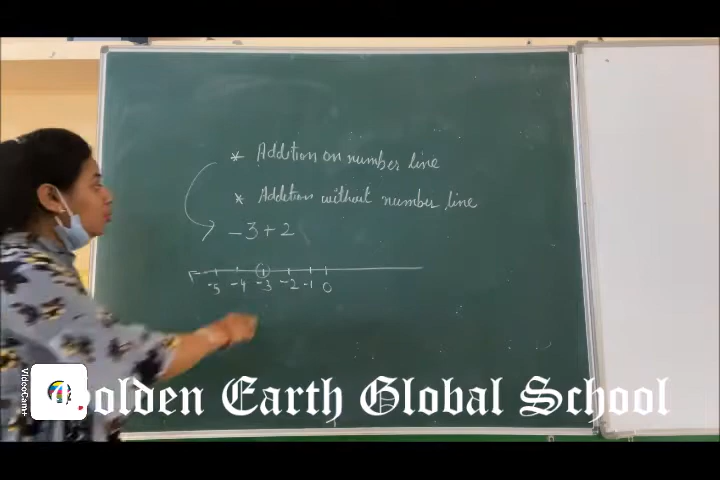 * Addition on number line
* Addition without number line
-3+2
-5 -4 -3 -2 -1 0
Golden Earth Global School
VideoCam+